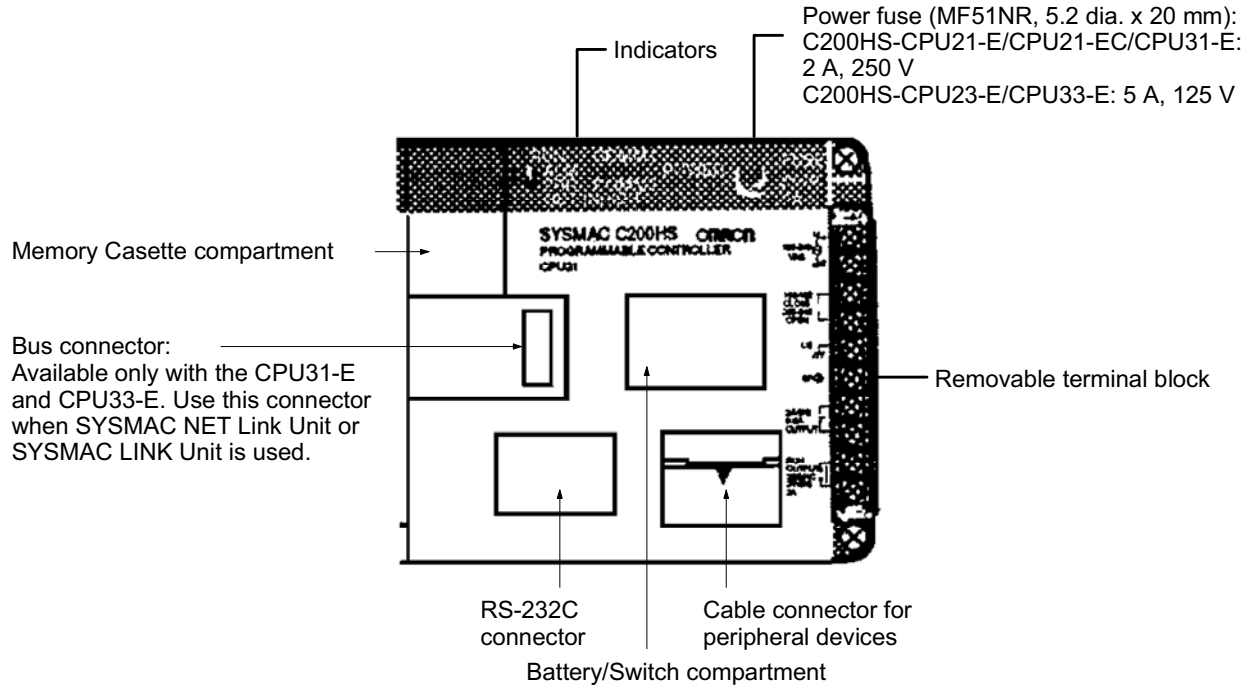 Power fuse (MF51NR, 5.2 dia. x 20 mm):
C200HS-CPU21-E/CPU21-EC/CPU31-E:
2 A, 250 V
C200HS-CPU23-E/CPU33-E: 5 A, 125 V
Indicators
SYSMAC C200HS OMRON
PROGRAMMABLE CONTROLLER
CPU31
Memory Casette compartment
Bus connector:
Available only with the CPU31-E
and CPU33-E. Use this connector
when SYSMAC NET Link Unit or
SYSMAC LINK Unit is used.
Removable terminal block
OUTPUT
RS-232C
connector
Cable connector for
peripheral devices
Battery/Switch compartment